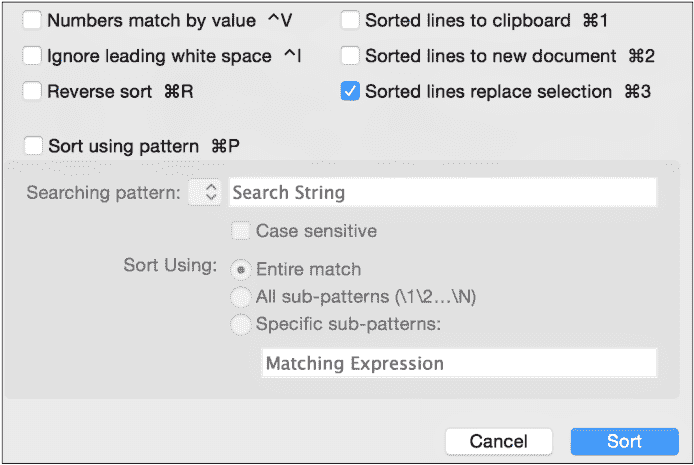 Numbers match by value ^V
Sorted lines to clipboard ⌘1
Ignore leading white space ^I
Sorted lines to new document ⌘2
Reverse sort ⌘R
Sorted lines replace selection ⌘3
Sort using pattern ⌘P
Searching pattern: Search String
Case sensitive
Sort Using: Entire match
All sub-patterns (\1\2...\N)
Specific sub-patterns:
Matching Expression
Cancel Sort